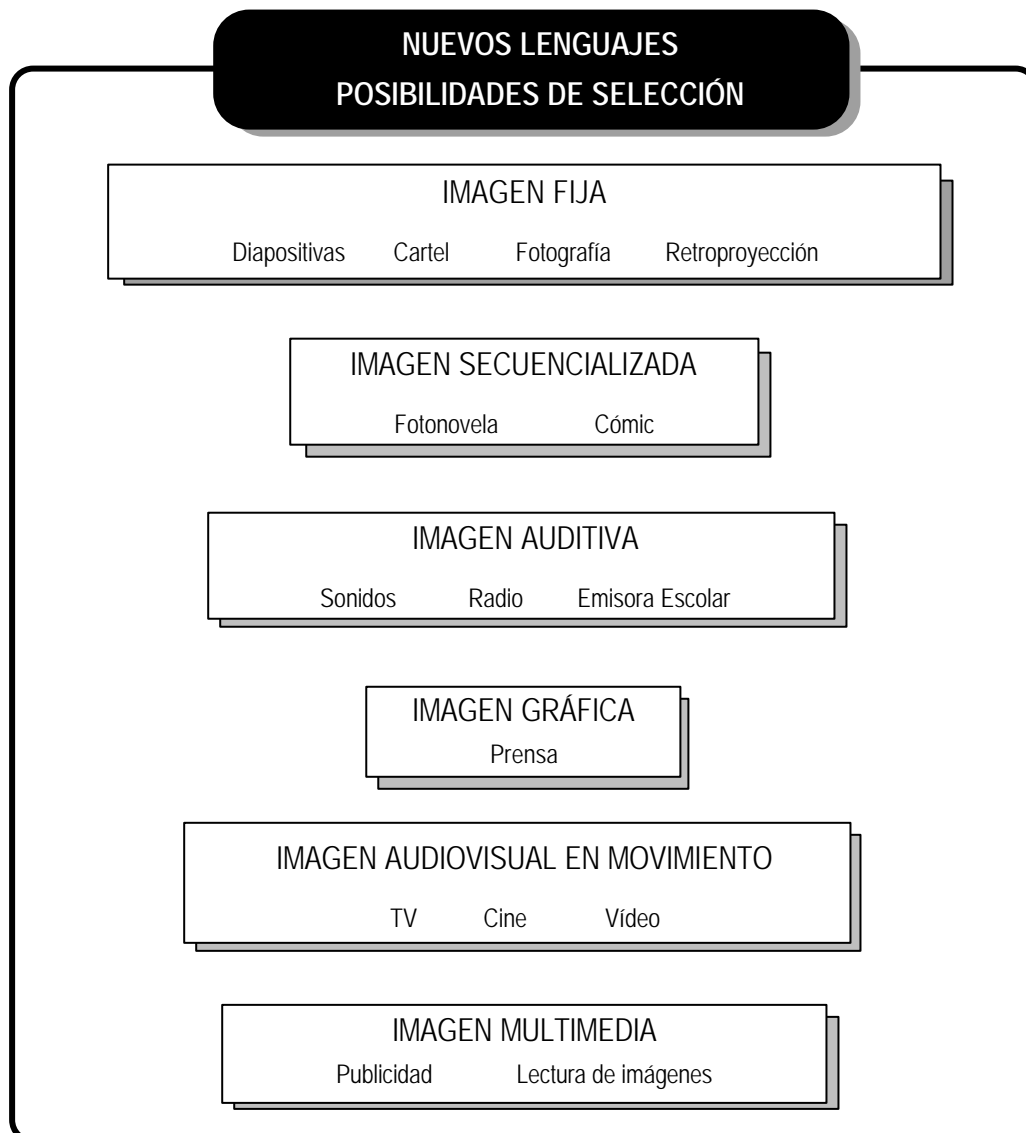 NUEVOS LENGUAJES
POSIBILIDADES DE SELECCIÓN
IMAGEN FIJA
Diapositivas Cartel Fotografía Retroproyección
IMAGEN SECUENCIALIZADA
Fotonovela Cómic
IMAGEN AUDITIVA
Sonidos Radio Emisora Escolar
IMAGEN GRÁFICA
Prensa
IMAGEN AUDIOVISUAL EN MOVIMIENTO
TV Cine Vídeo
IMAGEN MULTIMEDIA
Publicidad Lectura de imágenes